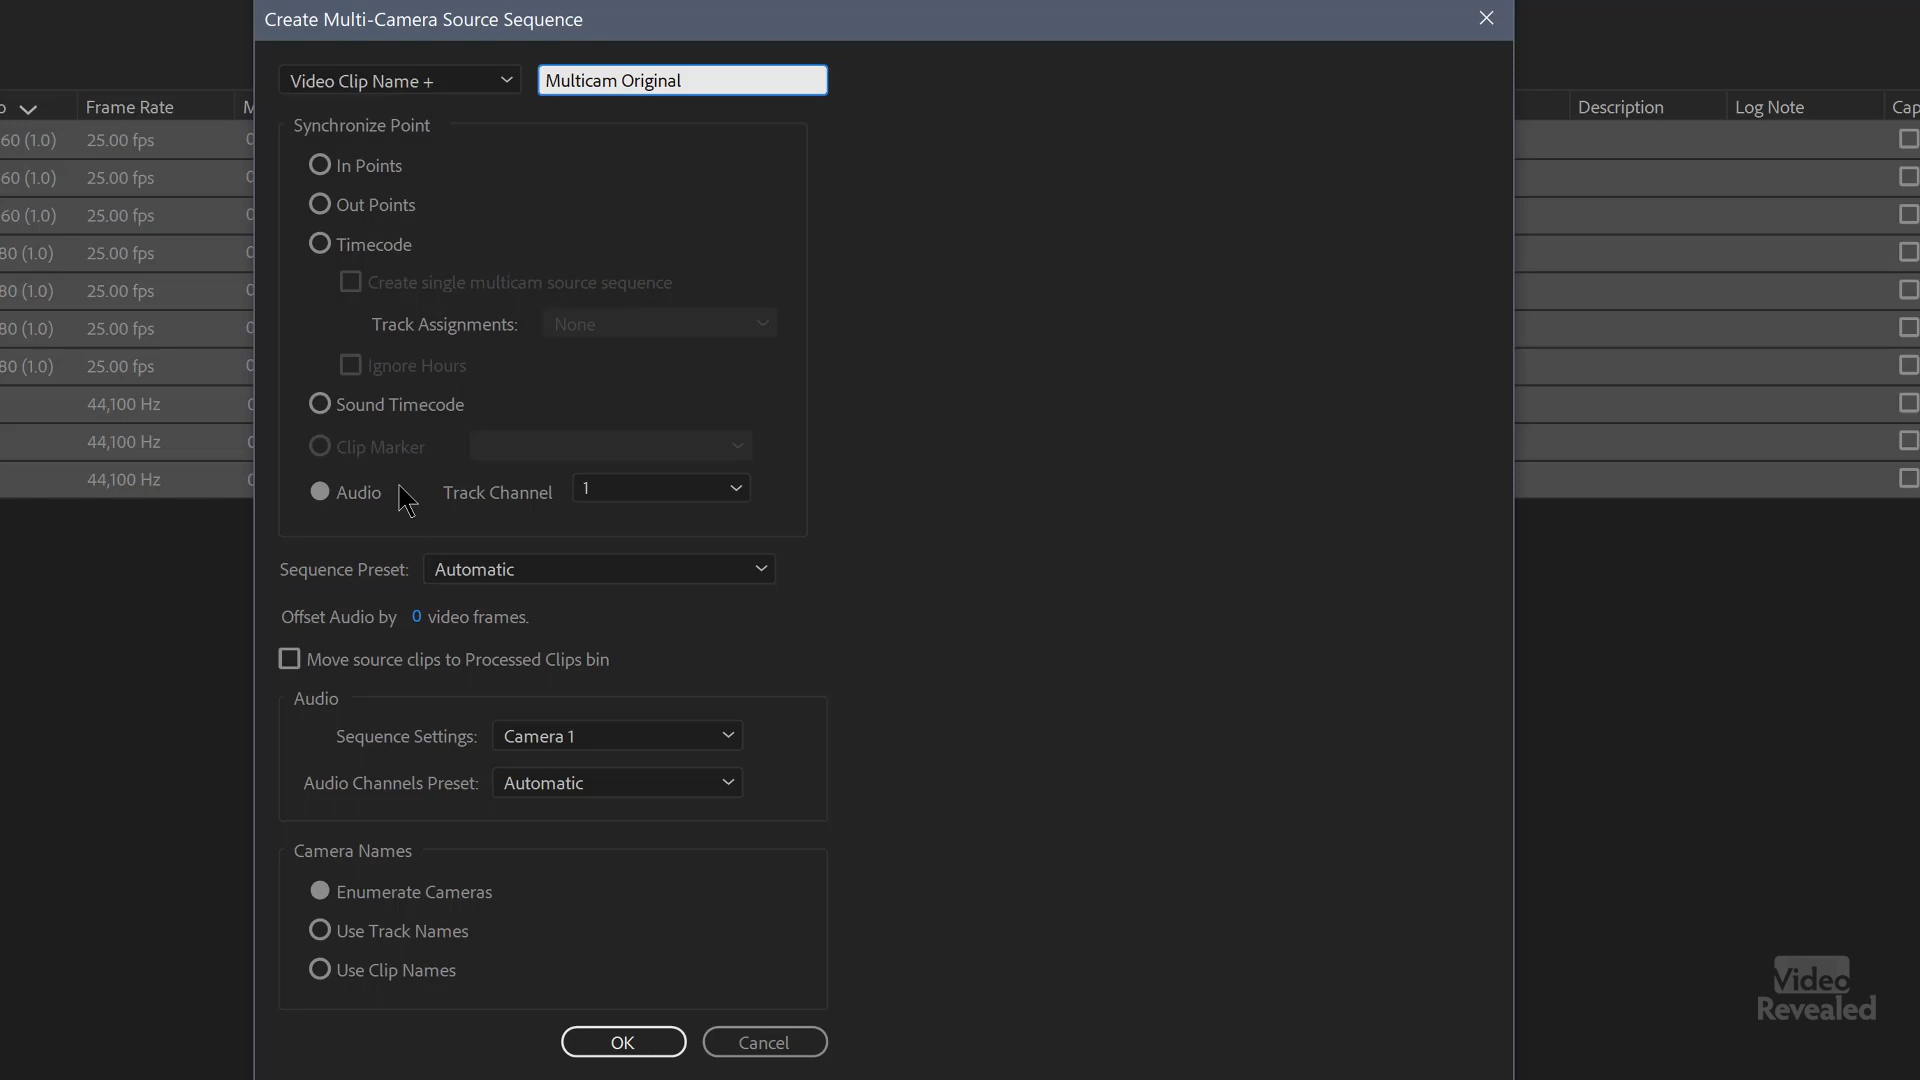 Create Multi-Camera Source Sequence
Video Clip Name +
Multicam Original
Frame Rate
Description
Log Note
Cap
Synchronize Point
60 (1.0) 25.00 fps
In Points
60 (1.0) 25.00 fps
Out Points
60 (1.0) 25.00 fps
Timecode
80 (1.0) 25.00 fps
Create single multicam source sequence
80 (1.0) 25.00 fps
Track Assignments: None
80 (1.0) 25.00 fps
Ignore Hours
80 (1.0) 25.00 fps
Sound Timecode
44,100 Hz
Clip Marker
44,100 Hz
Audio Track Channel 1
44,100 Hz
Sequence Preset: Automatic
Offset Audio by 0 video frames.
Move source clips to Processed Clips bin
Audio
Sequence Settings: Camera 1
Audio Channels Preset: Automatic
Camera Names
Enumerate Cameras
Use Track Names
Use Clip Names
OK Cancel
Video
Revealed